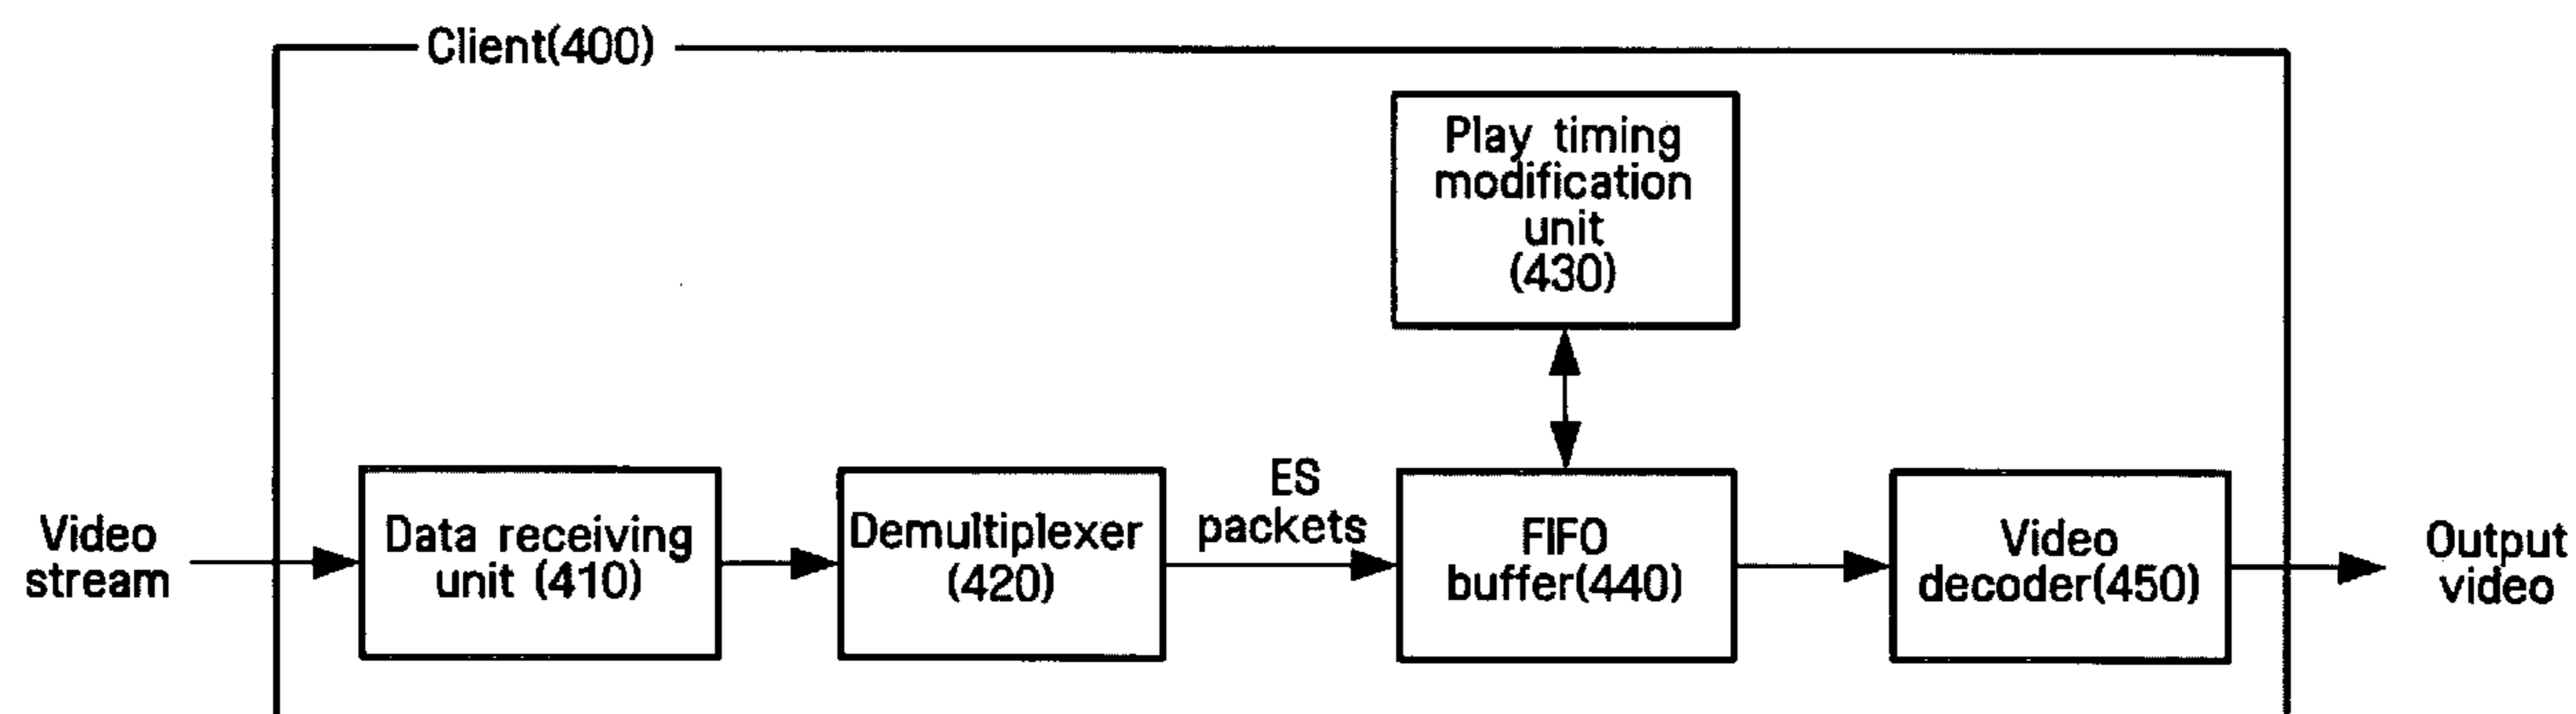 Client(400)
Play timing
modification
unit
(430)
Video
stream
Data receiving
unit (410)
Demultiplexer
(420)
ES
packets
FIFO
buffer(440)
Video
decoder(450)
Output
video